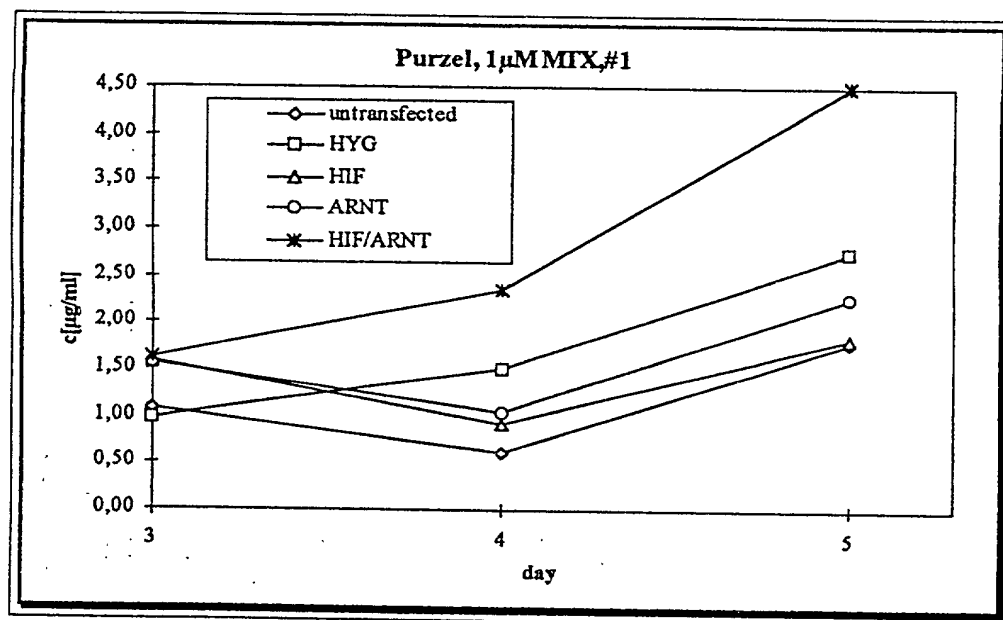 Purzel, 1µM MTX,#1
4,50
4,00
3,50
3,00
2,50
2,00
1,50
1,00
0,50
0,00
c[µg/ml]
untransfected
HYG
HIF
ARNT
HIF/ARNT
3
4
5
day